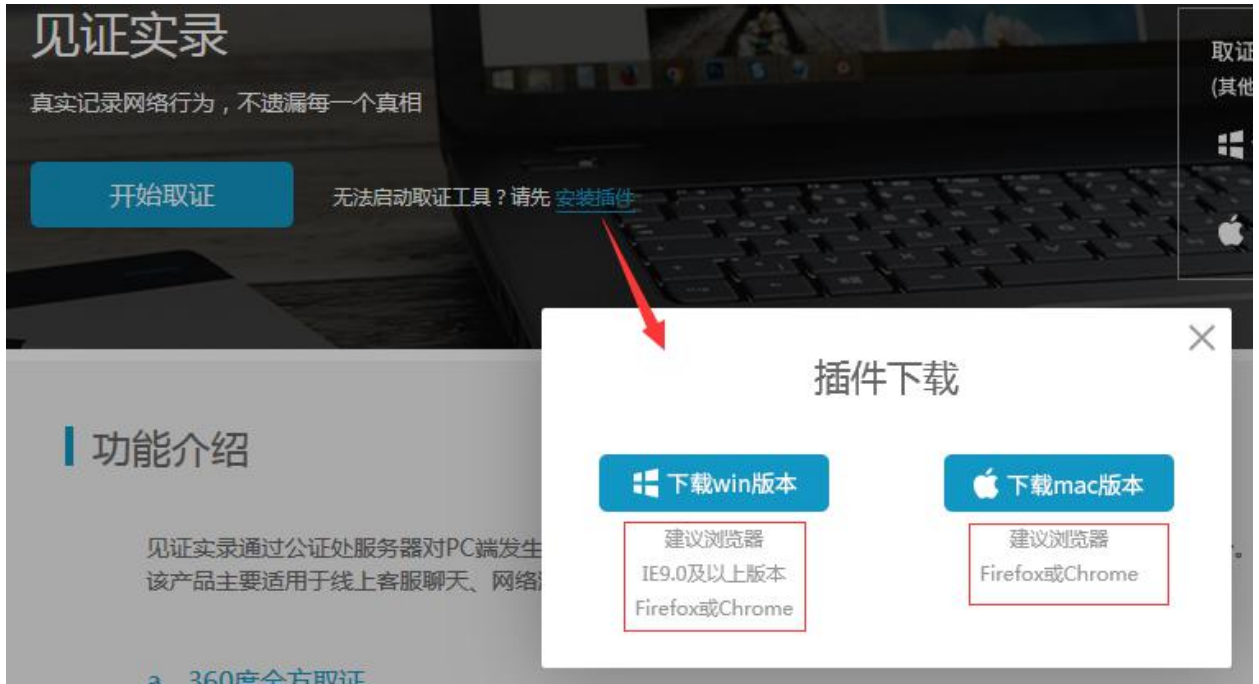 见证实录
真实记录网络行为，不遗漏每一个真相
开始取证
无法启动取证工具？请先 安装插件
取证
(其他
插件下载
下载win版本
建议浏览器
IE9.0及以上版本
Firefox或Chrome
下载mac版本
建议浏览器
Firefox或Chrome
功能介绍
见证实录通过公证处服务器对PC端发生
该产品主要适用于线上客服聊天、网络
a 360度全方取证